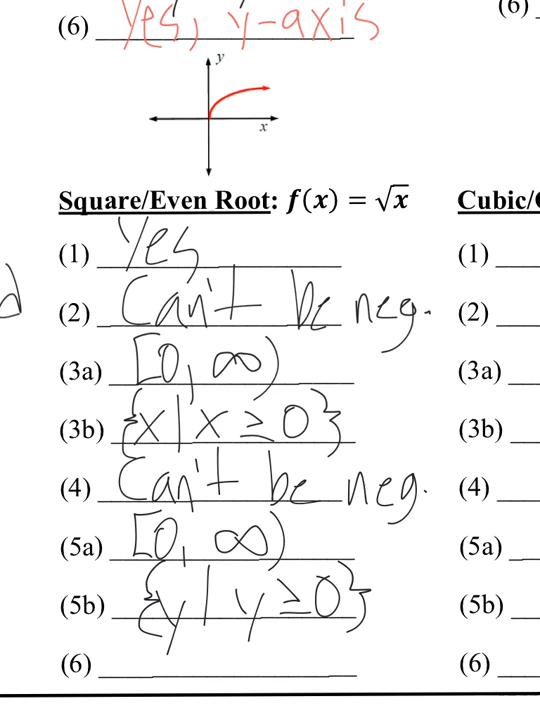 (6)
(6) Yes, y-axis
y
x
Square/Even Root: f(x) = √x
Cubic/
(1) Yes
(1)
(2) Can't be neg.
(2)
(3a) [0, ∞)
(3a)
(3b) {x | x ≥ 0}
(3b)
(4) Can't be neg.
(4)
(5a) [0, ∞)
(5a)
(5b) {y | y ≥ 0}
(5b)
(6)
(6)